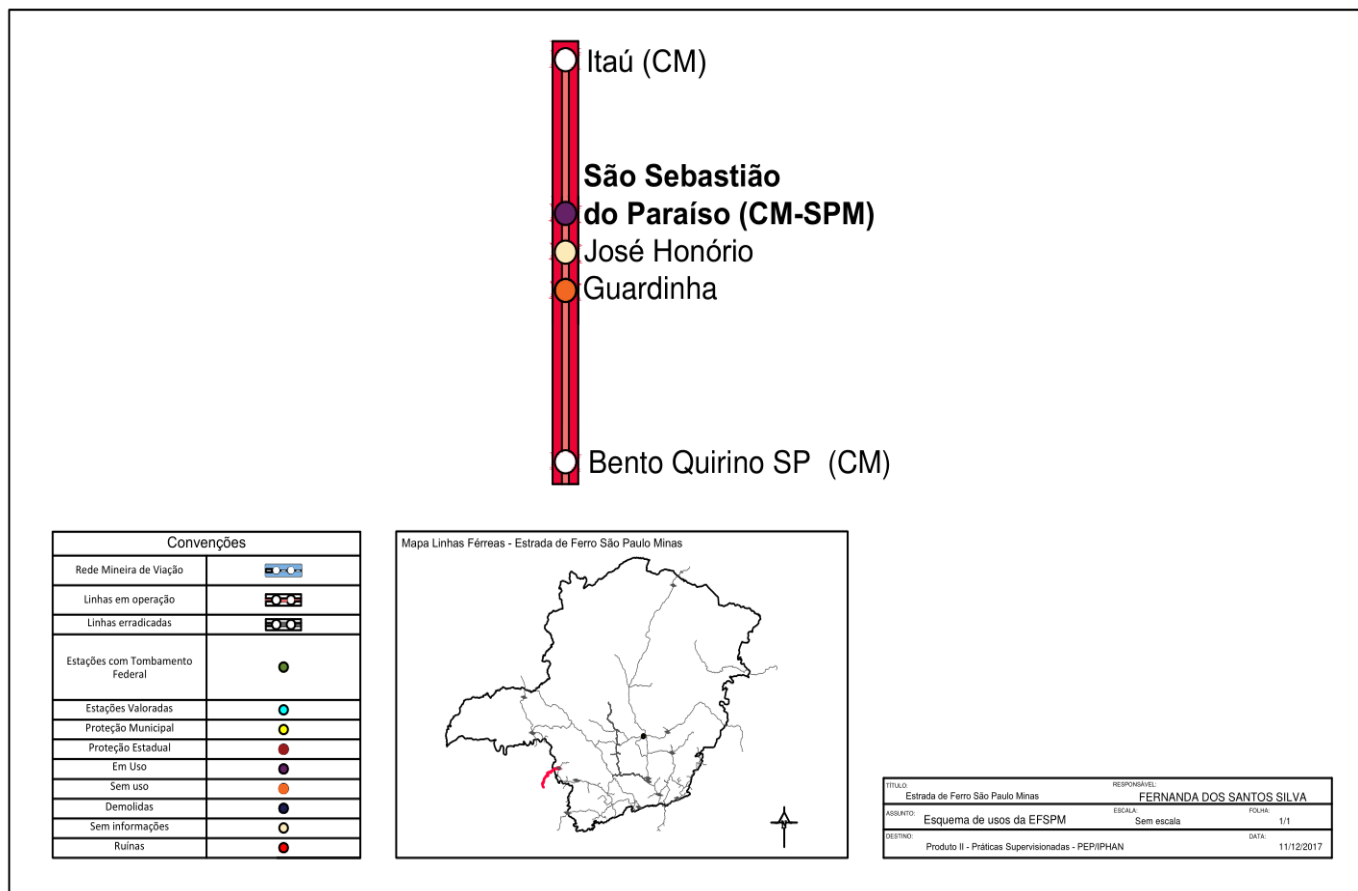 Itaú (CM)
São Sebastião
do Paraíso (CM-SPM)
José Honório
Guardinha
Bento Quirino SP (CM)
Convenções
Rede Mineira de Viação
Linhas em operação
Linhas erradicadas
Estações com Tombamento
Federal
Estações Valoradas
Proteção Municipal
Proteção Estadual
Em Uso
Sem uso
Demolidas
Sem informações
Ruínas
Mapa Linhas Férreas - Estrada de Ferro São Paulo Minas
TÍTULO:
Estrada de Ferro São Paulo Minas
RESPONSÁVEL:
FERNANDA DOS SANTOS SILVA
ASSUNTO:
Esquema de usos da EFSPM
ESCALA:
Sem escala
FOLHA:
1/1
DESTINO:
Produto II - Práticas Supervisionadas - PEP/IPHAN
DATA:
11/12/2017